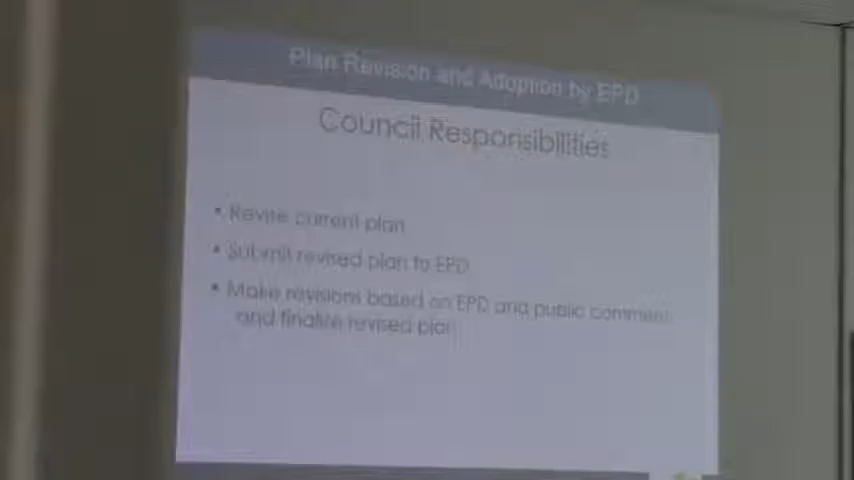 Plan Revision and Adoption by EPD
Council Responsibilities
• Revise current plan
• Submit revised plan to EPD
• Make revisions based on EPD and public comment
and finalize revised plan